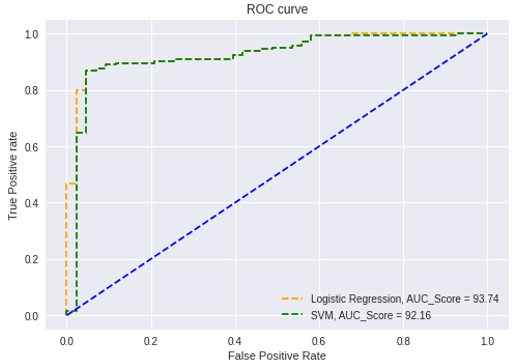 ROC curve
1.0
0.8
0.6
0.4
0.2
0.0
True Positive rate
Logistic Regression, AUC_Score = 93.74
SVM, AUC_Score = 92.16
0.0 0.2 0.4 0.6 0.8 1.0
False Positive Rate